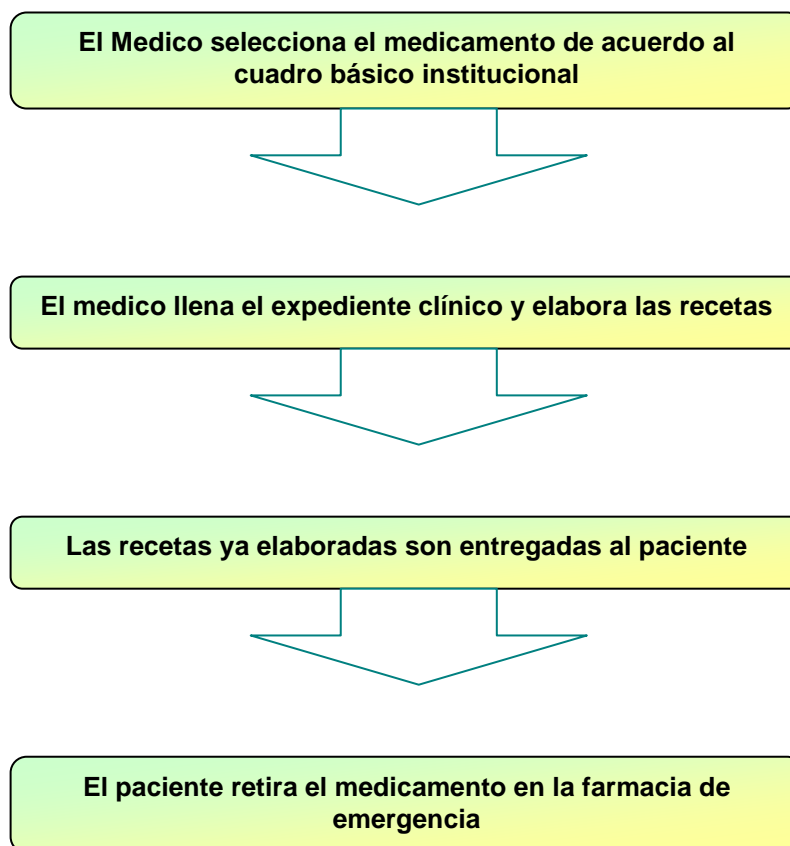 El Medico selecciona el medicamento de acuerdo al
cuadro básico institucional
El medico llena el expediente clínico y elabora las recetas
Las recetas ya elaboradas son entregadas al paciente
El paciente retira el medicamento en la farmacia de
emergencia